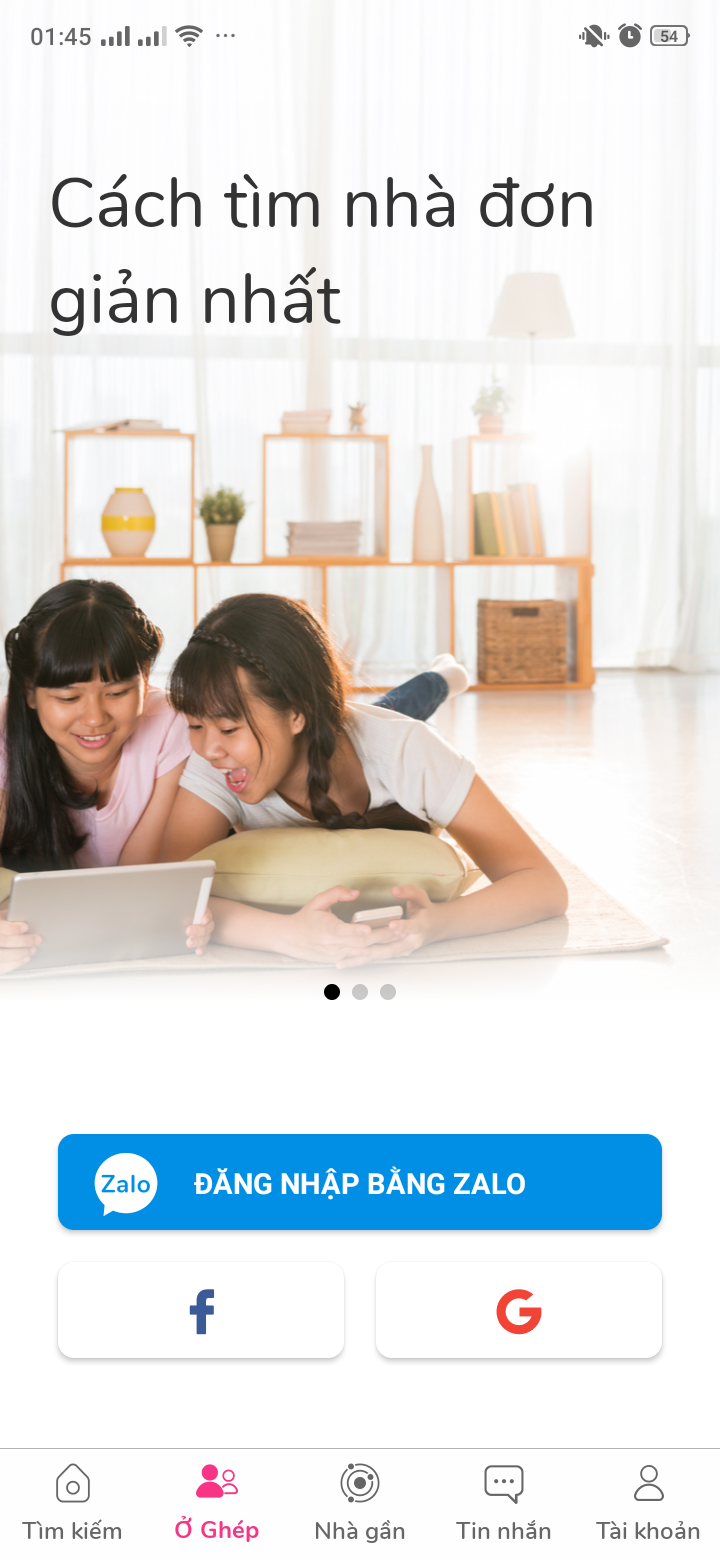 01:45
54
Cách tìm nhà đơn
giản nhất
Zalo ĐĂNG NHẬP BẰNG ZALO
Tìm kiếm Ở Ghép Nhà gần Tin nhắn Tài khoản